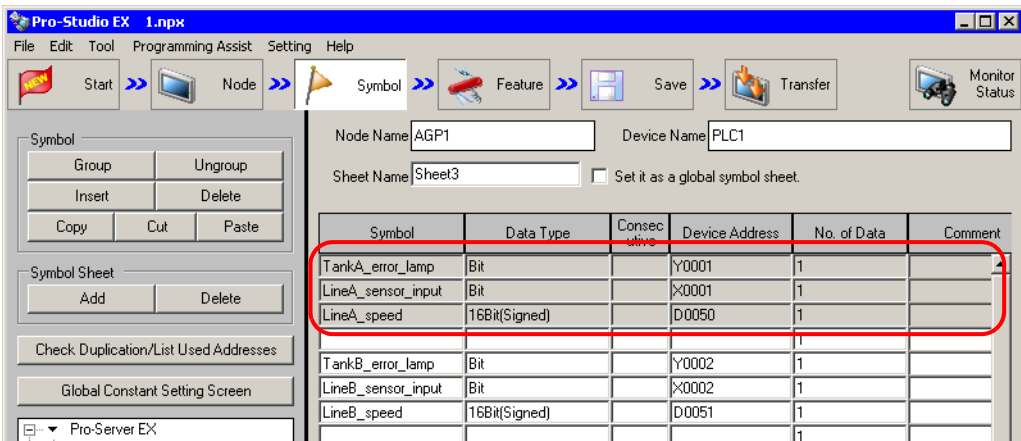 Pro-Studio EX 1.npx
File Edit Tool Programming Assist Setting Help
NEW Start Node Symbol Feature Save Transfer Monitor Status
Symbol
Group Ungroup
Insert Delete
Copy Cut Paste
Symbol Sheet
Add Delete
Check Duplication/List Used Addresses
Global Constant Setting Screen
Pro-Server EX
Node Name AGP1 Device Name PLC1
Sheet Name Sheet3 Set it as a global symbol sheet.
Symbol Data Type Consecutive Device Address No. of Data Comment
TankA_error_lamp Bit Y0001 1
LineA_sensor_input Bit X0001 1
LineA_speed 16Bit(Signed) D0050 1
1
TankB_error_lamp Bit Y0002 1
LineB_sensor_input Bit X0002 1
LineB_speed 16Bit(Signed) D0051 1
1